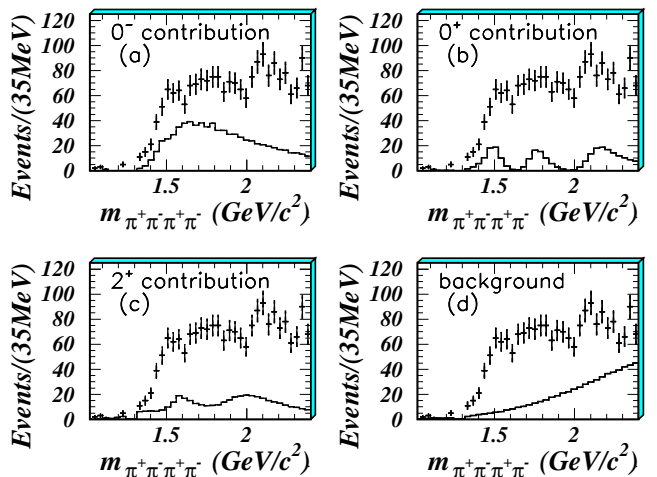 Events/(35MeV)
120
100
80
60
40
20
0
0⁻ contribution
(a)
1.5
2
m π⁺π⁻π⁺π⁻ (GeV/c²)
Events/(35MeV)
120
100
80
60
40
20
0
0⁺ contribution
(b)
1.5
2
m π⁺π⁻π⁺π⁻ (GeV/c²)
Events/(35MeV)
120
100
80
60
40
20
0
2⁺ contribution
(c)
1.5
2
m π⁺π⁻π⁺π⁻ (GeV/c²)
Events/(35MeV)
120
100
80
60
40
20
0
background
(d)
1.5
2
m π⁺π⁻π⁺π⁻ (GeV/c²)